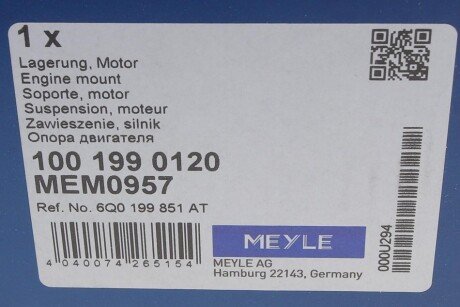 1 x
Lagerung, Motor
Engine mount
Soporte, motor
Suspension, moteur
Zawieszenie, silnik
Опора двигателя
100 199 0120
MEM0957
Ref. No. 6Q0 199 851 AT
MEYLE
4 040074 265154
MEYLE AG
Hamburg 22143, Germany
000U294